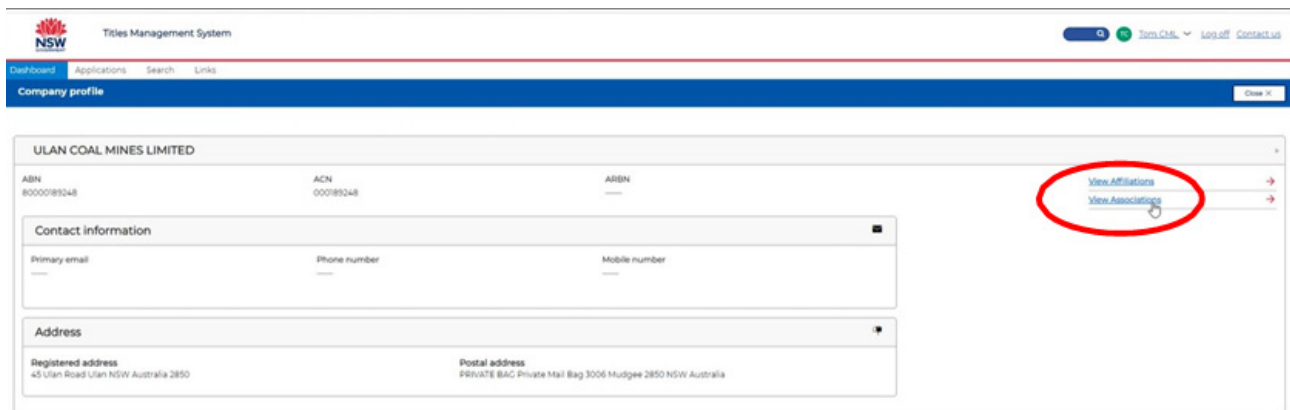 NSW
GOVERNMENT
Titles Management System
TC Tom CML Log off Contact us
Dashboard Applications Search Links
Company profile
Close X
ULAN COAL MINES LIMITED
ABN ACN ARBN
80000189248 000189248 ——
View Affiliations
View Associations
Contact information
Primary email Phone number Mobile number
—— —— ——
Address
Registered address Postal address
45 Ulan Road Ulan NSW Australia 2850 PRIVATE BAG Private Mail Bag 3006 Mudgee 2850 NSW Australia